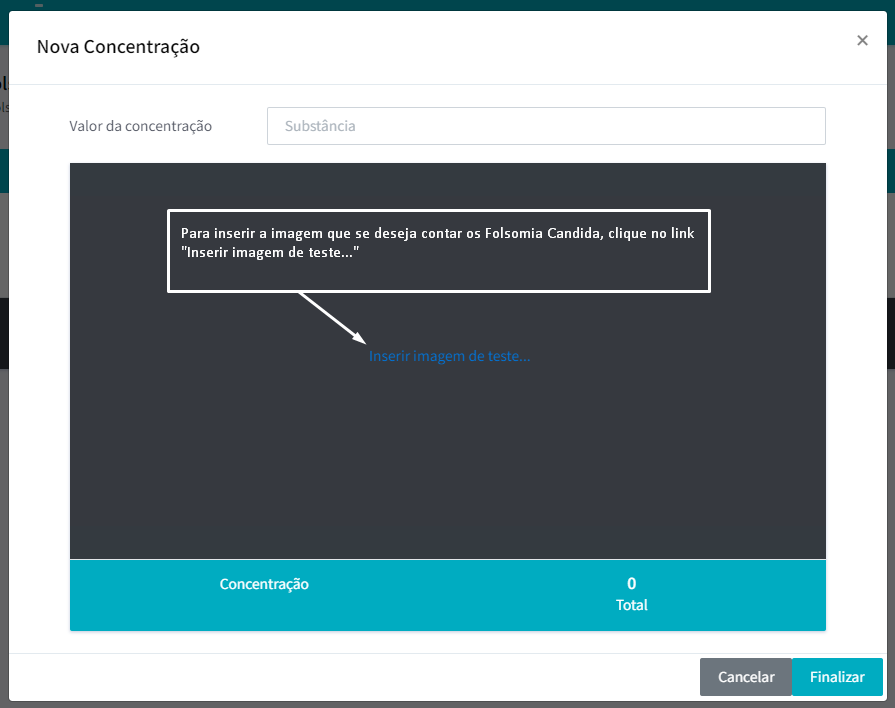 Nova Concentração
×
Valor da concentração
Substância
Para inserir a imagem que se deseja contar os Folsomia Candida, clique no link
"Inserir imagem de teste..."
Inserir imagem de teste...
Concentração
0
Total
Cancelar
Finalizar